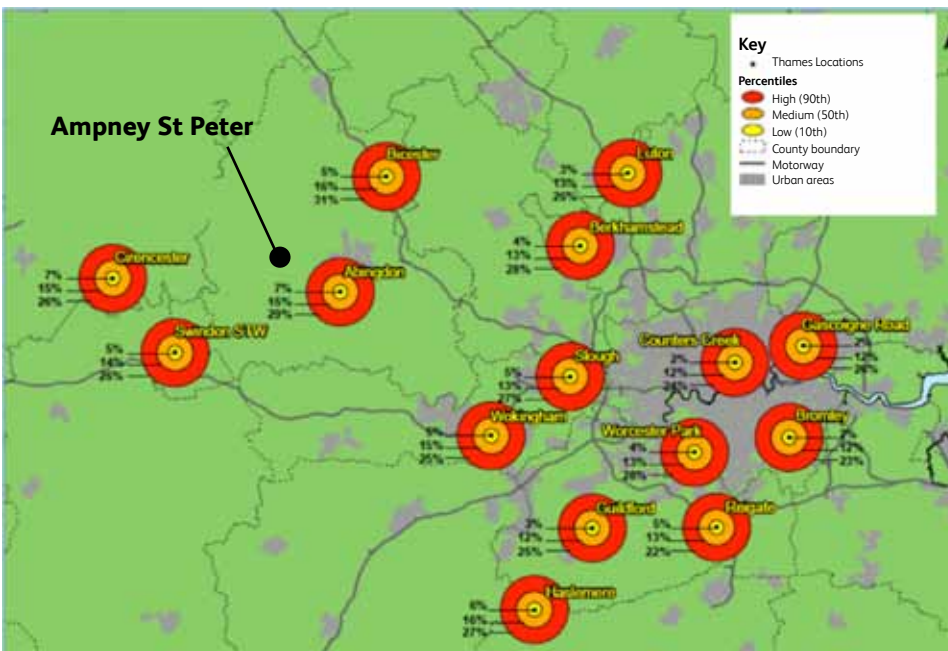 Key
Thames Locations
Percentiles
High (90th)
Medium (50th)
Low (10th)
County boundary
Motorway
Urban areas
Ampney St Peter
Bicester
5%
16%
31%
Luton
3%
13%
26%
Berkhamstead
4%
13%
28%
Cirencester
7%
15%
26%
Abingdon
7%
15%
29%
Swindon STW
5%
14%
25%
Slough
5%
13%
27%
Counters Creek
2%
12%
24%
Gascoigne Road
2%
12%
26%
Wokingham
5%
15%
25%
Worcester Park
4%
13%
28%
Bromley
12%
23%
Guildford
3%
12%
25%
Reigate
5%
13%
22%
Haslemere
6%
16%
27%